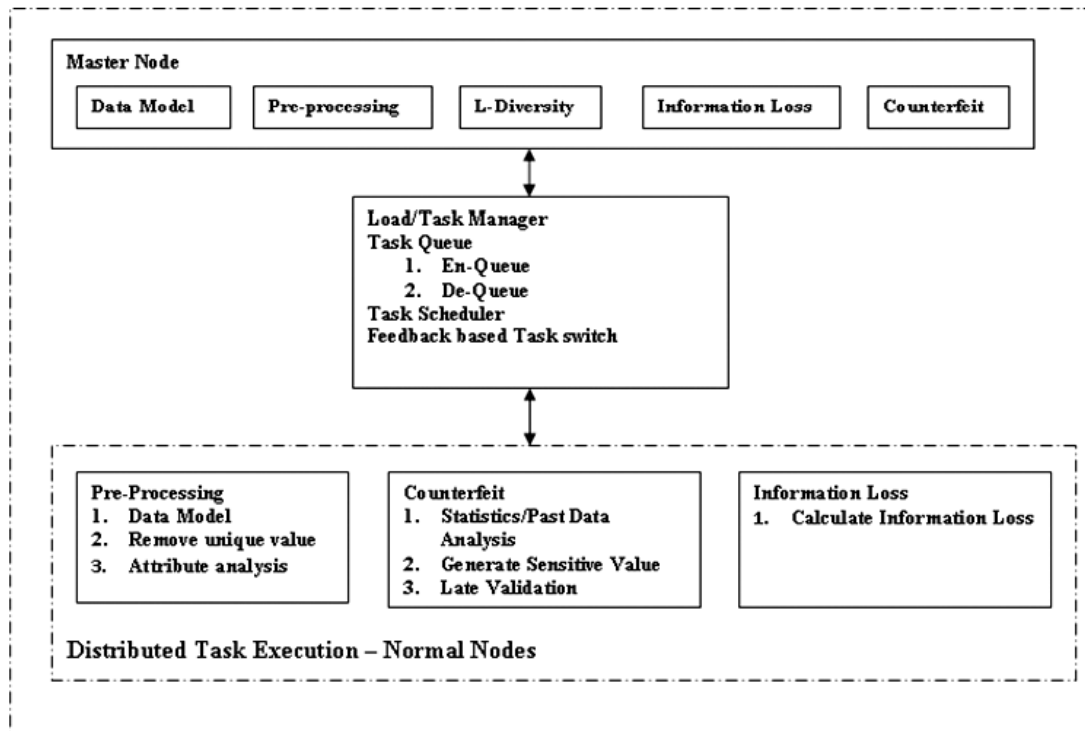 Master Node
Data Model
Pre-processing
L-Diversity
Information Loss
Counterfeit
Load/Task Manager
Task Queue
1. En-Queue
2. De-Queue
Task Scheduler
Feedback based Task switch
Pre-Processing
1. Data Model
2. Remove unique value
3. Attribute analysis
Counterfeit
1. Statistics/Past Data
Analysis
2. Generate Sensitive Value
3. Late Validation
Information Loss
1. Calculate Information Loss
Distributed Task Execution – Normal Nodes